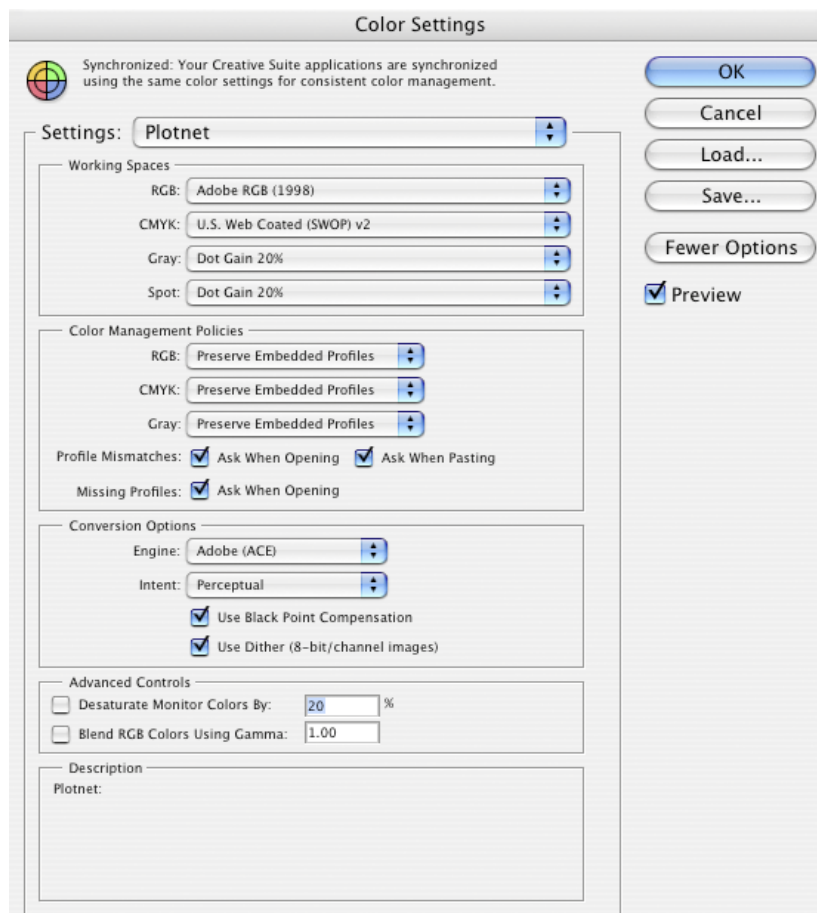 Color Settings
Synchronized: Your Creative Suite applications are synchronized
using the same color settings for consistent color management.
OK
Cancel
Load...
Save...
Fewer Options
Preview
Settings: Plotnet
Working Spaces
RGB: Adobe RGB (1998)
CMYK: U.S. Web Coated (SWOP) v2
Gray: Dot Gain 20%
Spot: Dot Gain 20%
Color Management Policies
RGB: Preserve Embedded Profiles
CMYK: Preserve Embedded Profiles
Gray: Preserve Embedded Profiles
Profile Mismatches: Ask When Opening Ask When Pasting
Missing Profiles: Ask When Opening
Conversion Options
Engine: Adobe (ACE)
Intent: Perceptual
Use Black Point Compensation
Use Dither (8-bit/channel images)
Advanced Controls
Desaturate Monitor Colors By: 20 %
Blend RGB Colors Using Gamma: 1.00
Description
Plotnet: